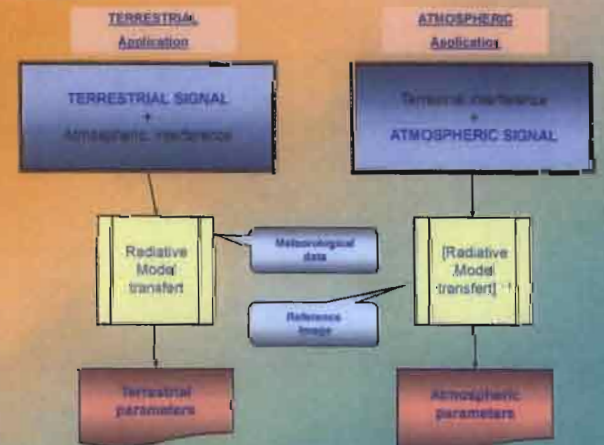 TERRESTRIAL
Application
TERRESTRIAL SIGNAL
+
Atmospheric interference
Radiative
Model
transfert
Terrestrial
parameters
Meteorological
data
Reference
Image
ATMOSPHERIC
Application
Terrestrial interference
+
ATMOSPHERIC SIGNAL
[Radiative
Model
transfert]
Atmospheric
parameters